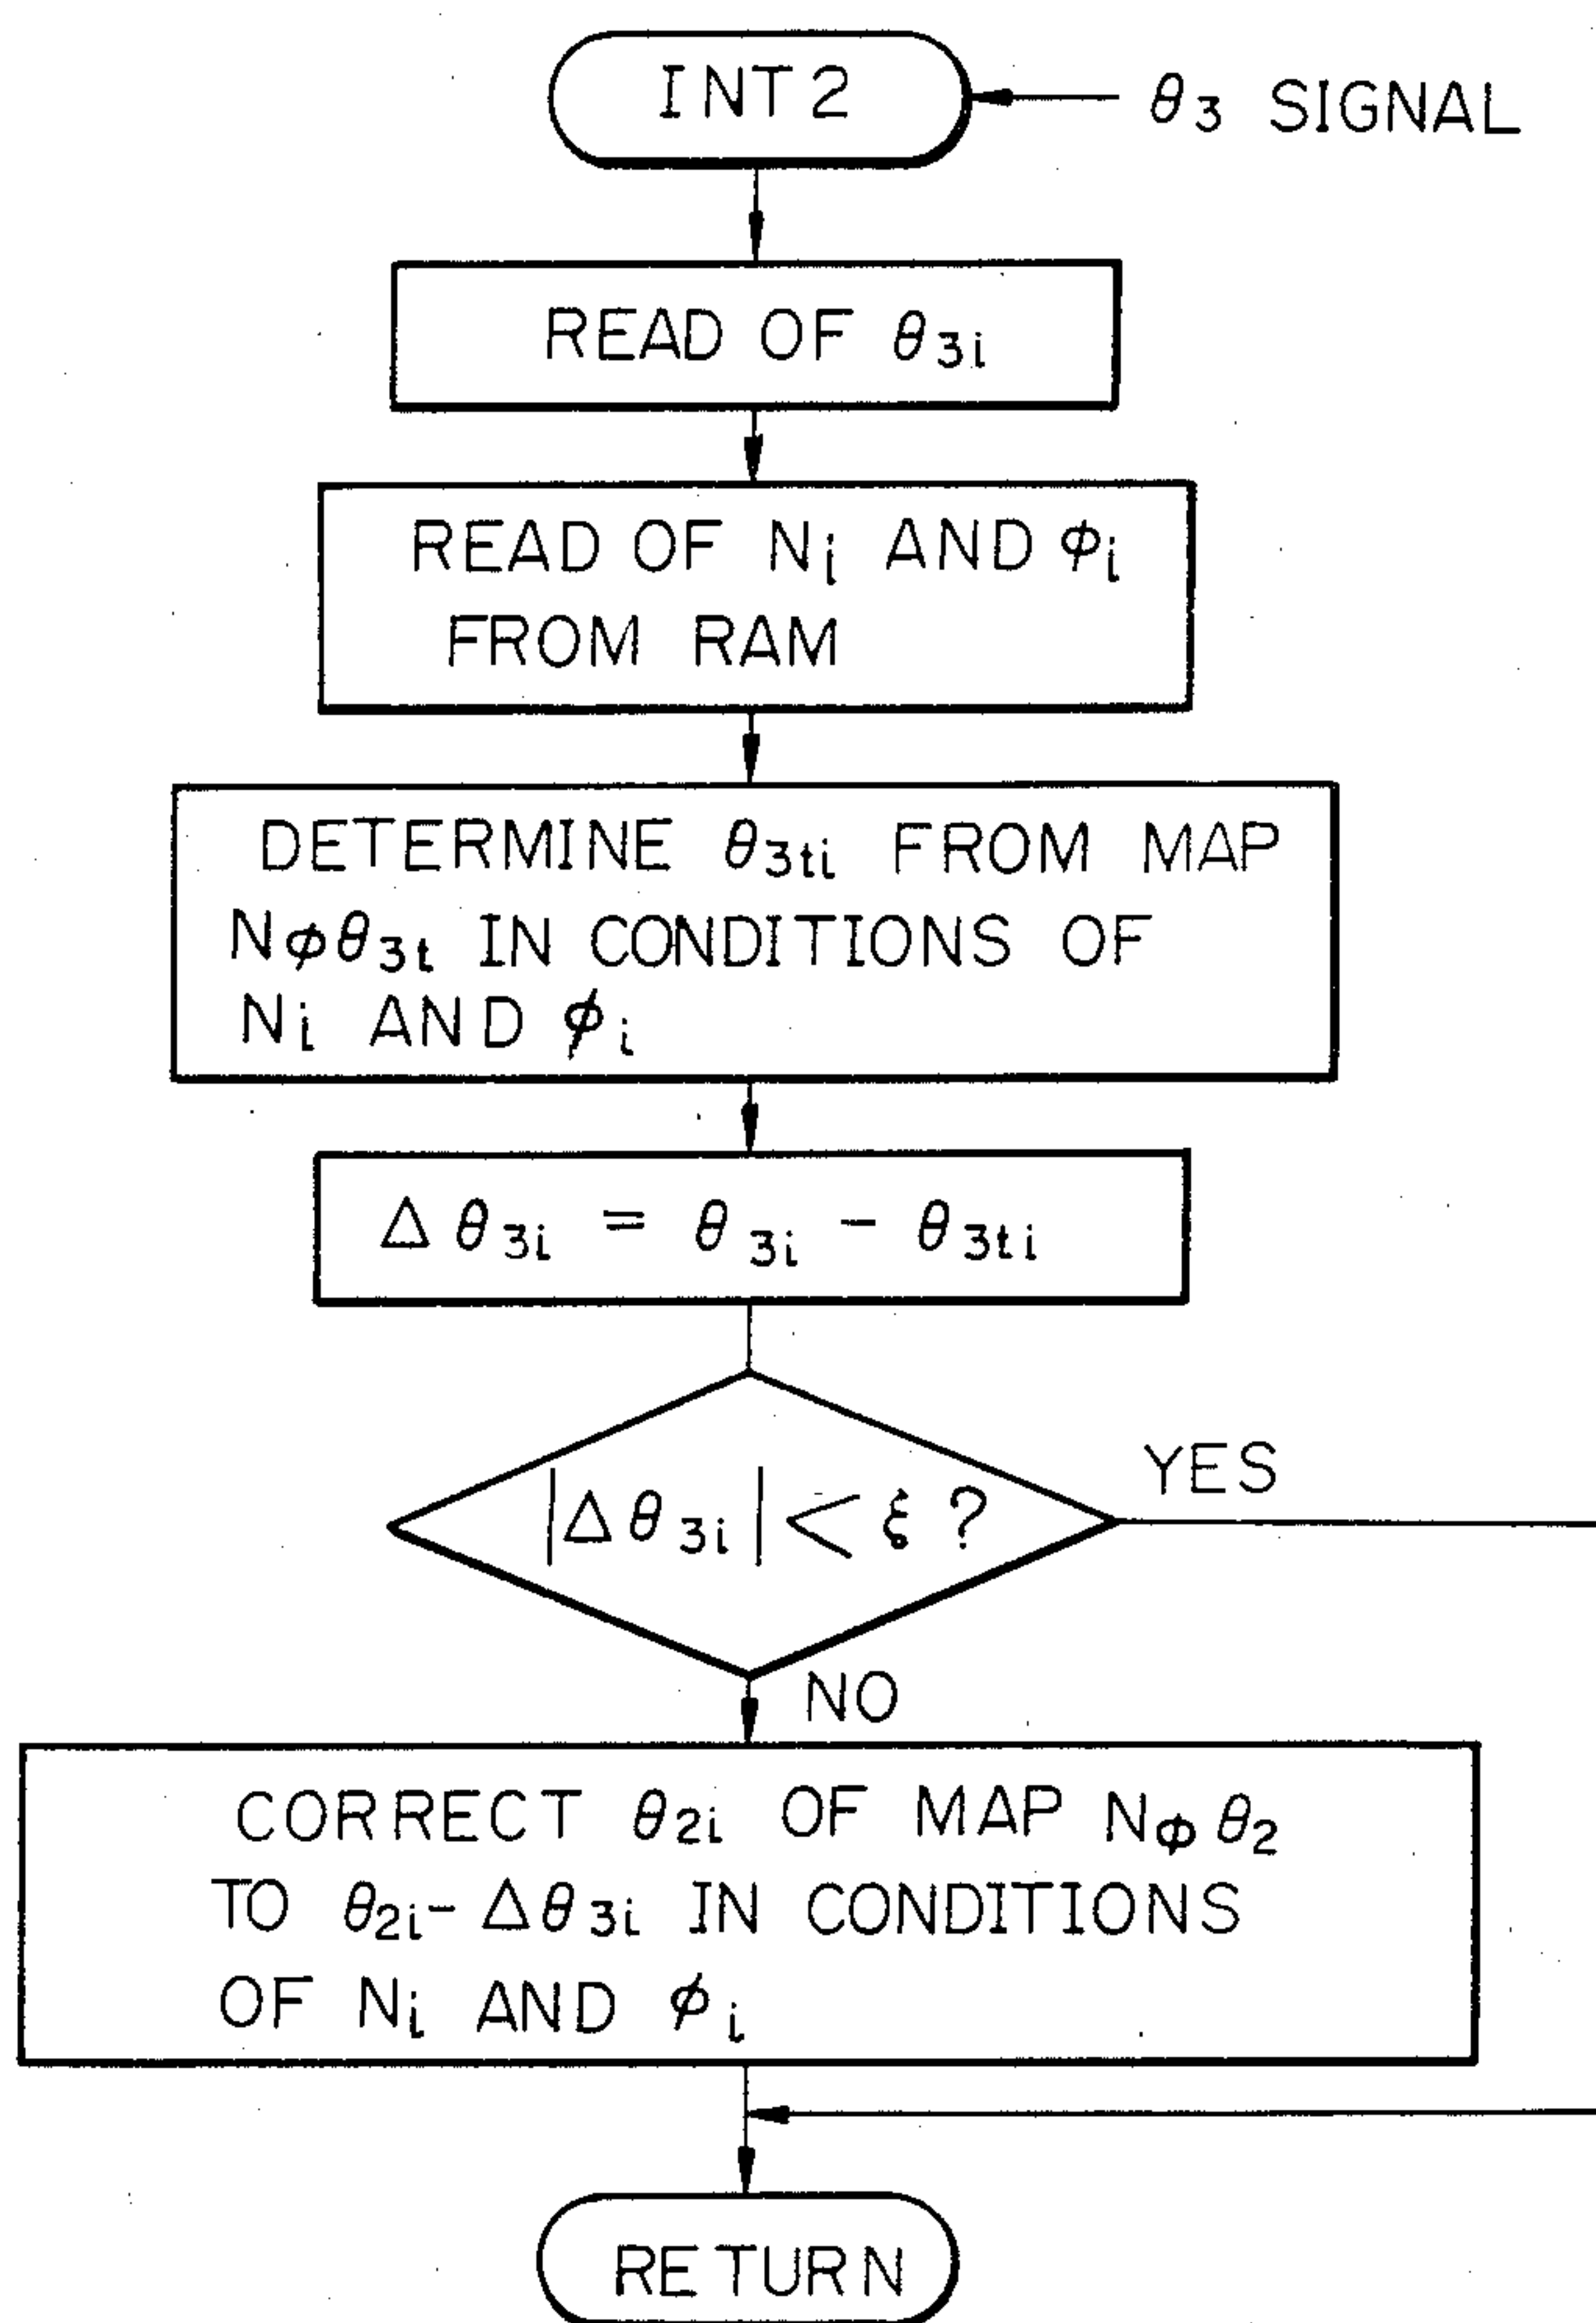 INT2
θ₃ SIGNAL
READ OF θ₃ᵢ
READ OF Nᵢ AND ϕᵢ
FROM RAM
DETERMINE θ₃ₜᵢ FROM MAP
Nϕθ₃ₜ IN CONDITIONS OF
Nᵢ AND ϕᵢ
Δθ₃ᵢ = θ₃ᵢ - θ₃ₜᵢ
|Δθ₃ᵢ| < ξ ?
YES
NO
CORRECT θ₂ᵢ OF MAP Nϕθ₂
TO θ₂ᵢ- Δθ₃ᵢ IN CONDITIONS
OF Nᵢ AND ϕᵢ
RETURN